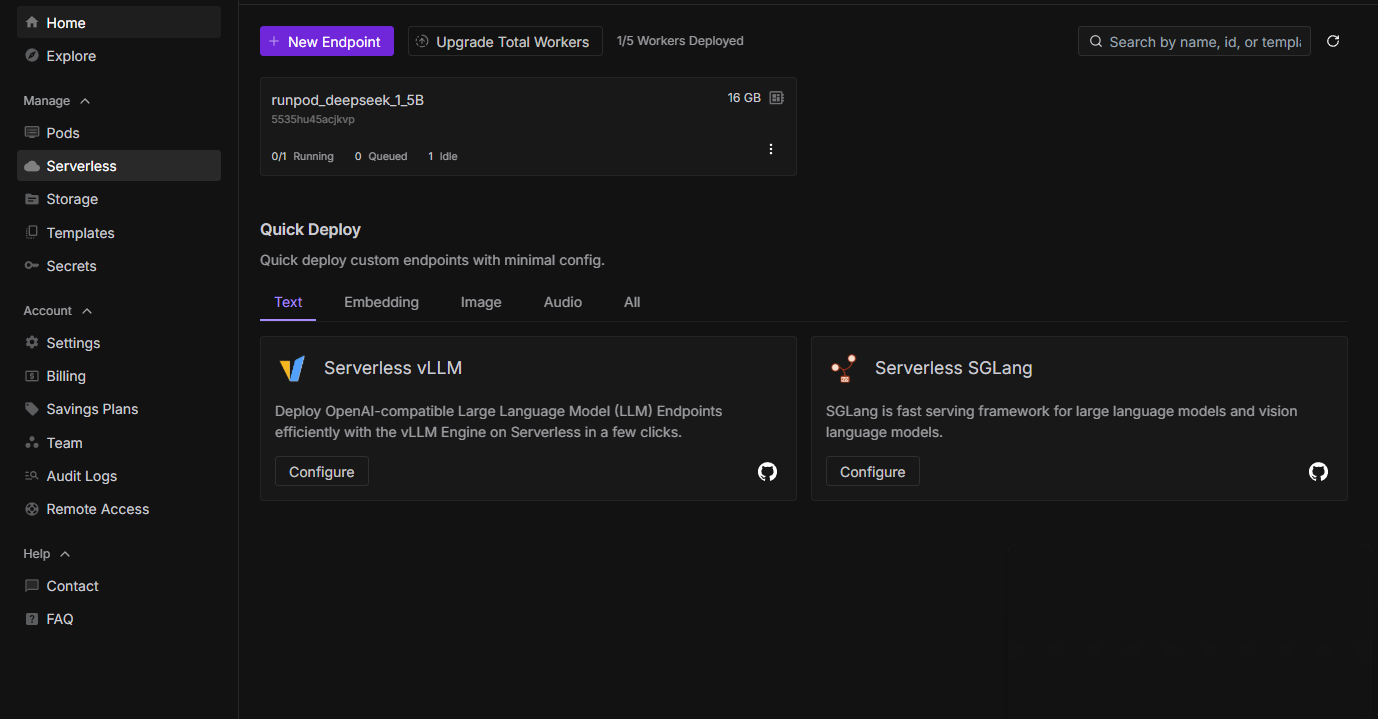 Home
Explore
Manage
Pods
Serverless
Storage
Templates
Secrets
Account
Settings
Billing
Savings Plans
Team
Audit Logs
Remote Access
Help
Contact
FAQ
+ New Endpoint
Upgrade Total Workers
1/5 Workers Deployed
Search by name, id, or templa
runpod_deepseek_1_5B
16 GB
5535hu45acjkvp
0/1 Running 0 Queued 1 Idle
Quick Deploy
Quick deploy custom endpoints with minimal config.
Text Embedding Image Audio All
Serverless vLLM
Deploy OpenAI-compatible Large Language Model (LLM) Endpoints
efficiently with the vLLM Engine on Serverless in a few clicks.
Configure
Serverless SGLang
SGLang is fast serving framework for large language models and vision
language models.
Configure